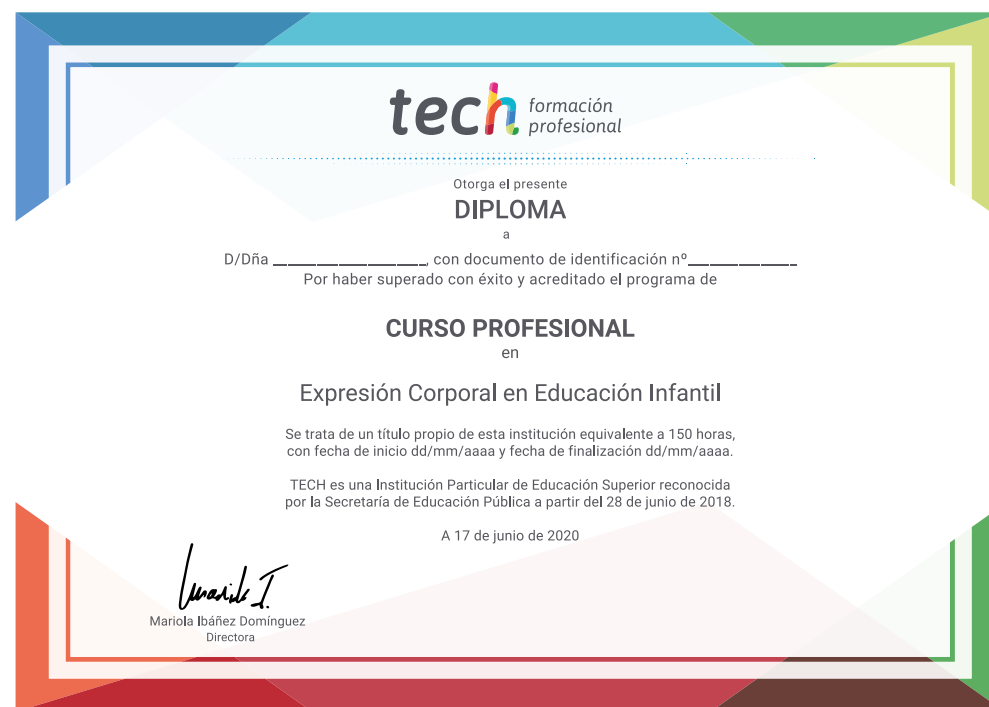 tech formación
profesional
Otorga el presente
DIPLOMA
a
D/Dña ____________________, con documento de identificación nº______________
Por haber superado con éxito y acreditado el programa de
CURSO PROFESIONAL
en
Expresión Corporal en Educación Infantil
Se trata de un título propio de esta institución equivalente a 150 horas,
con fecha de inicio dd/mm/aaaa y fecha de finalización dd/mm/aaaa.
TECH es una Institución Particular de Educación Superior reconocida
por la Secretaría de Educación Pública a partir del 28 de junio de 2018.
A 17 de junio de 2020
Mariola Ibáñez Domínguez
Directora